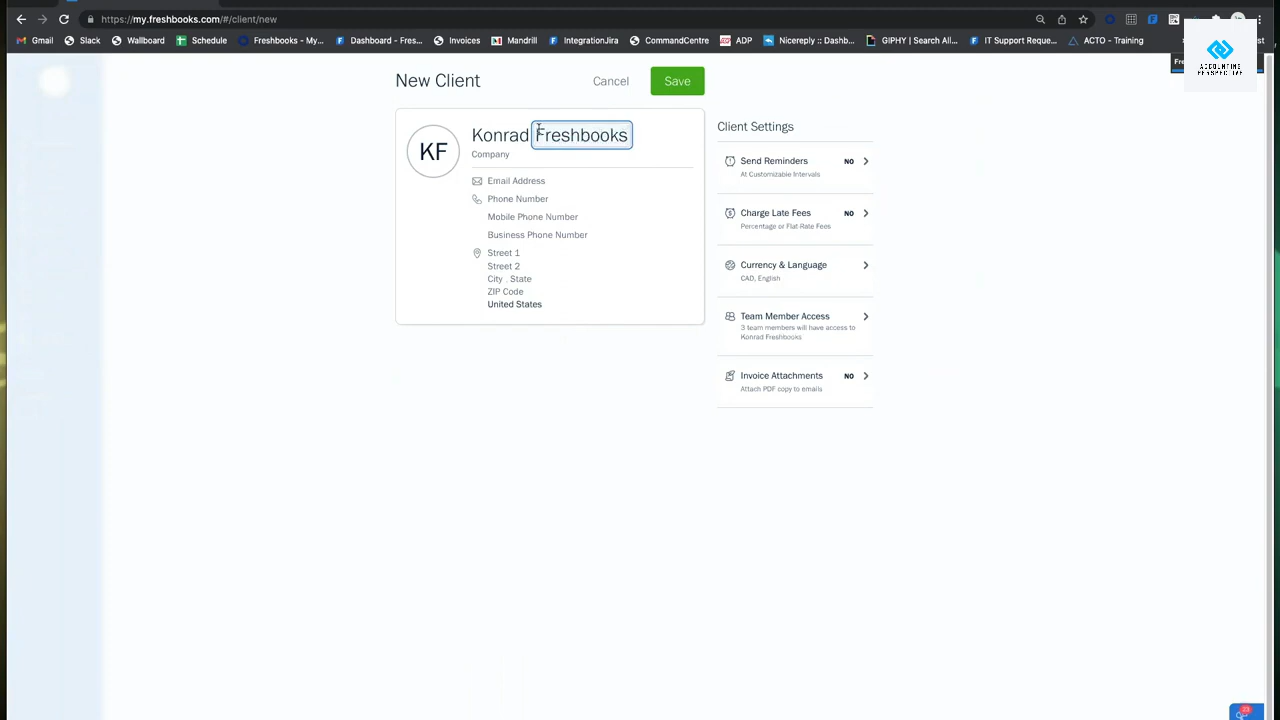 https://my.freshbooks.com/#/client/new
Gmail Slack Wallboard Schedule Freshbooks - My... Dashboard - Fres... Invoices Mandrill IntegrationJira CommandCentre ADP Nicereply :: Dashb... GIPHY | Search All... IT Support Reque... ACTO - Training
ACCOUNTING
PERSPECTIVE
New Client
Cancel
Save
KF
Konrad Freshbooks
Company
Email Address
Phone Number
Mobile Phone Number
Business Phone Number
Street 1
Street 2
City , State
ZIP Code
United States
Client Settings
Send Reminders NO
At Customizable Intervals
Charge Late Fees NO
Percentage or Flat-Rate Fees
Currency & Language
CAD, English
Team Member Access
3 team members will have access to
Konrad Freshbooks
Invoice Attachments NO
Attach PDF copy to emails
23